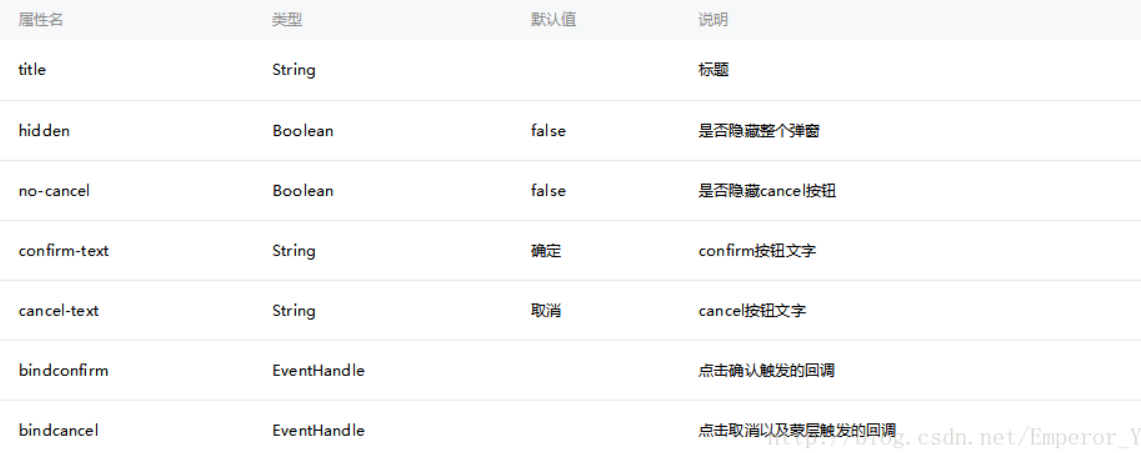 属性名 类型 默认值 说明
title String 标题
hidden Boolean false 是否隐藏整个弹窗
no-cancel Boolean false 是否隐藏cancel按钮
confirm-text String 确定 confirm按钮文字
cancel-text String 取消 cancel按钮文字
bindconfirm EventHandle 点击确认触发的回调
bindcancel EventHandle 点击取消以及蒙层触发的回调
http://blog.csdn.net/Emperor_Y